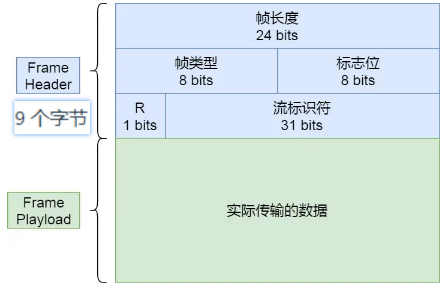 帧长度
24 bits
Frame
Header
帧类型
8 bits
标志位
8 bits
9 个字节
R
1 bits
流标识符
31 bits
Frame
Playload
实际传输的数据